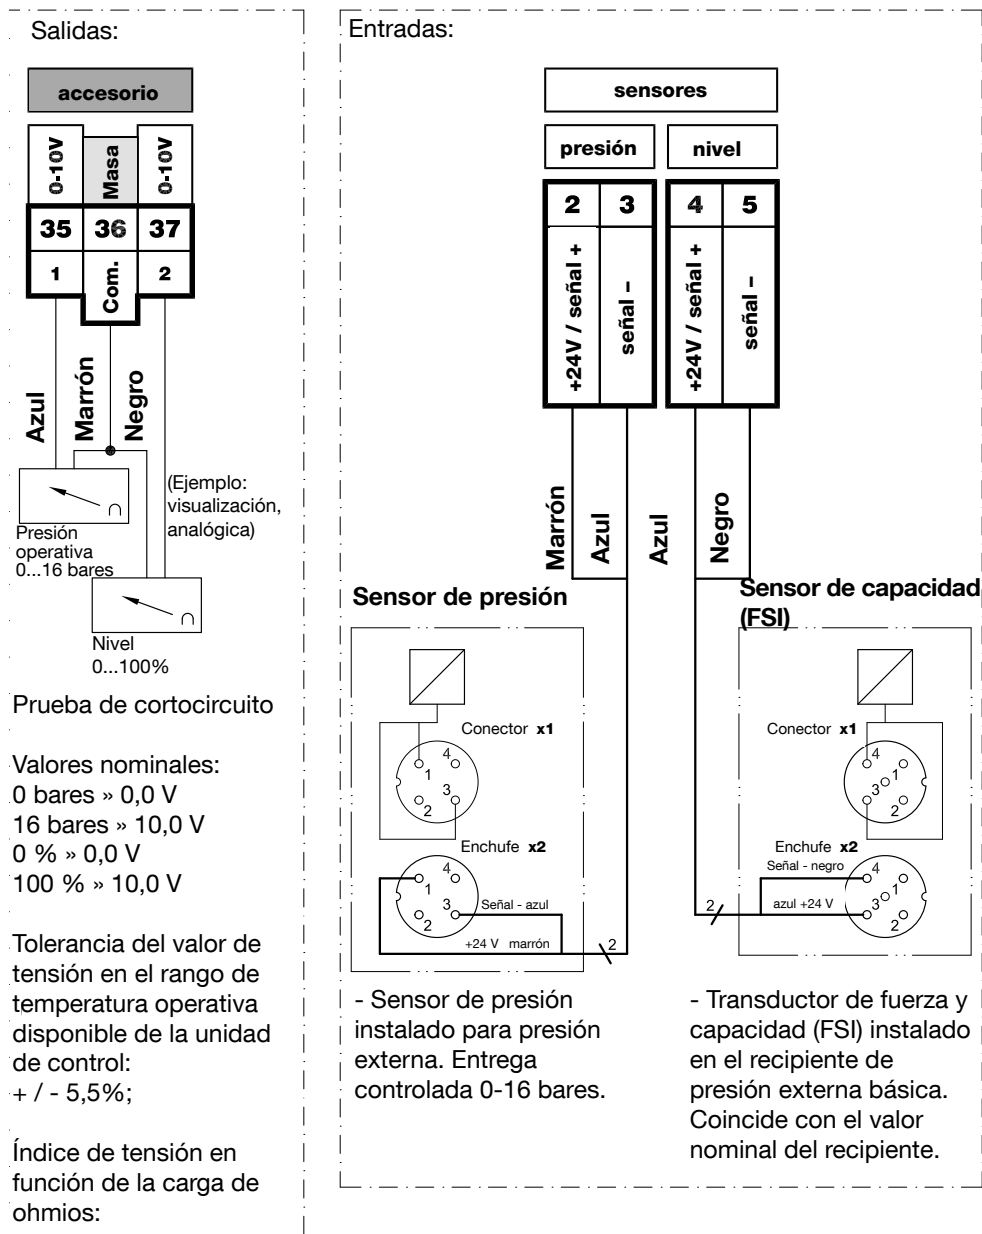 Salidas:
accesorio
0-10V
Masa
0-10V
35
36
37
1
Com.
2
Azul
Marrón
Negro
(Ejemplo:
visualización,
analógica)
Presión
operativa
0...16 bares
Nivel
0...100%
Prueba de cortocircuito
Valores nominales:
0 bares » 0,0 V
16 bares » 10,0 V
0 % » 0,0 V
100 % » 10,0 V
Tolerancia del valor de
tensión en el rango de
temperatura operativa
disponible de la unidad
de control:
+ / - 5,5%;
Índice de tensión en
función de la carga de
ohmios:
Entradas:
sensores
presión
nivel
2
3
4
5
+24V / señal +
señal –
+24V / señal +
señal –
Marrón
Azul
Azul
Negro
Sensor de presión
Conector x1
4
1
3
2
Enchufe x2
4
1
3
2
Señal - azul
+24 V marrón
2
- Sensor de presión
instalado para presión
externa. Entrega
controlada 0-16 bares.
Sensor de capacidad
(FSI)
Conector x1
4
1
3
2
Enchufe x2
Señal - negro
4
1
azul +24 V
3
2
2
- Transductor de fuerza y
capacidad (FSI) instalado
en el recipiente de
presión externa básica.
Coincide con el valor
nominal del recipiente.